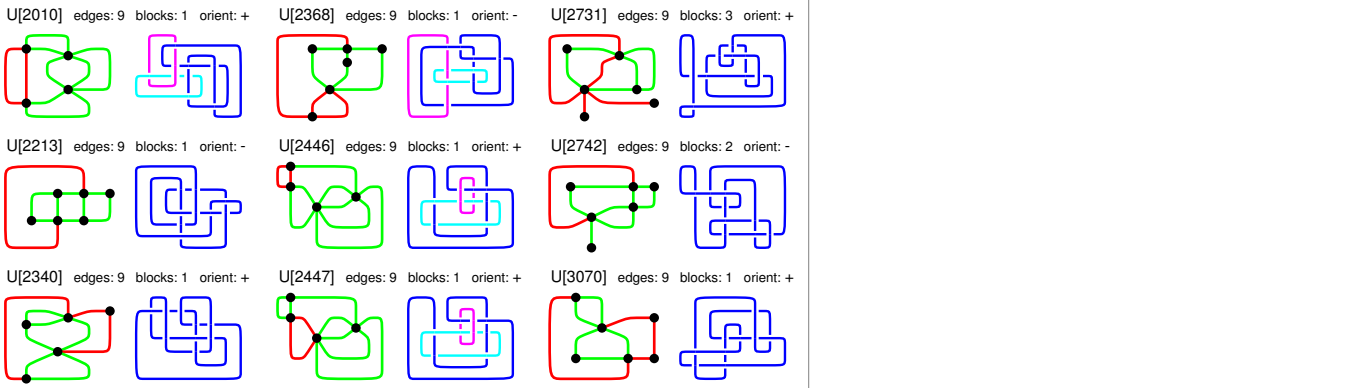 U[2010] edges: 9 blocks: 1 orient: +
U[2368] edges: 9 blocks: 1 orient: -
U[2731] edges: 9 blocks: 3 orient: +
U[2213] edges: 9 blocks: 1 orient: -
U[2446] edges: 9 blocks: 1 orient: +
U[2742] edges: 9 blocks: 2 orient: -
U[2340] edges: 9 blocks: 1 orient: +
U[2447] edges: 9 blocks: 1 orient: +
U[3070] edges: 9 blocks: 1 orient: +